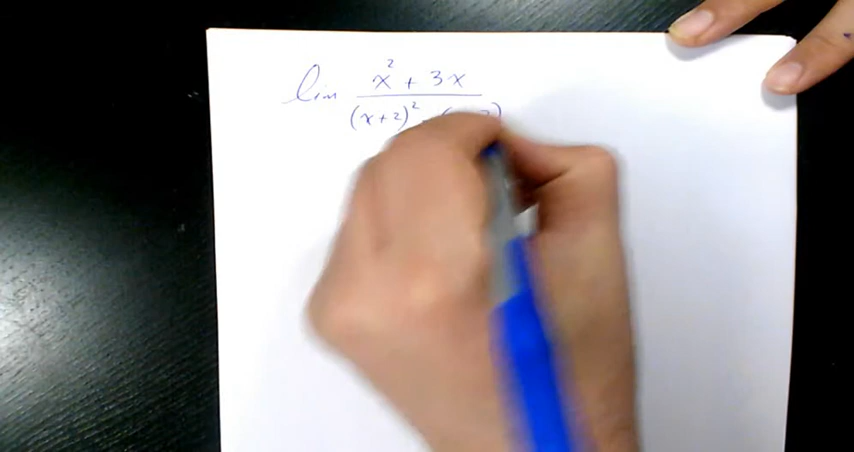 lim x² + 3x
(x+2)² - (